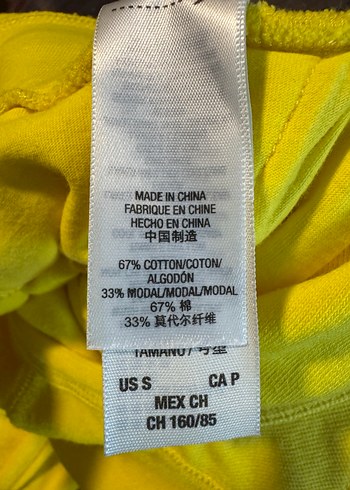 MADE IN CHINA
FABRIQUE EN CHINE
HECHO EN CHINA
中国制造
67% COTTON/COTON/
ALGODÓN
33% MODAL/MODAL/MODAL
67% 棉
33% 莫代尔纤维
TAMAÑO / 号型
US S CA P
MEX CH
CH 160/85